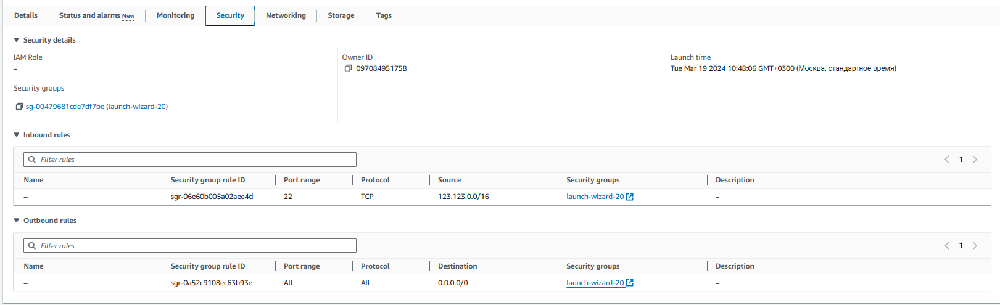 Details Status and alarms New Monitoring Security Networking Storage Tags
Security details
IAM Role Owner ID Launch time
– 097084951758 Tue Mar 19 2024 10:48:06 GMT+0300 (Москва, стандартное время)
Security groups
sg-00479681cde7df7be (launch-wizard-20)
Inbound rules
Filter rules 1
Name Security group rule ID Port range Protocol Source Security groups Description
– sgr-06e60b005a02aee4d 22 TCP 123.123.0.0/16 launch-wizard-20 –
Outbound rules
Filter rules 1
Name Security group rule ID Port range Protocol Destination Security groups Description
– sgr-0a52c9108ec63b93e All All 0.0.0.0/0 launch-wizard-20 –